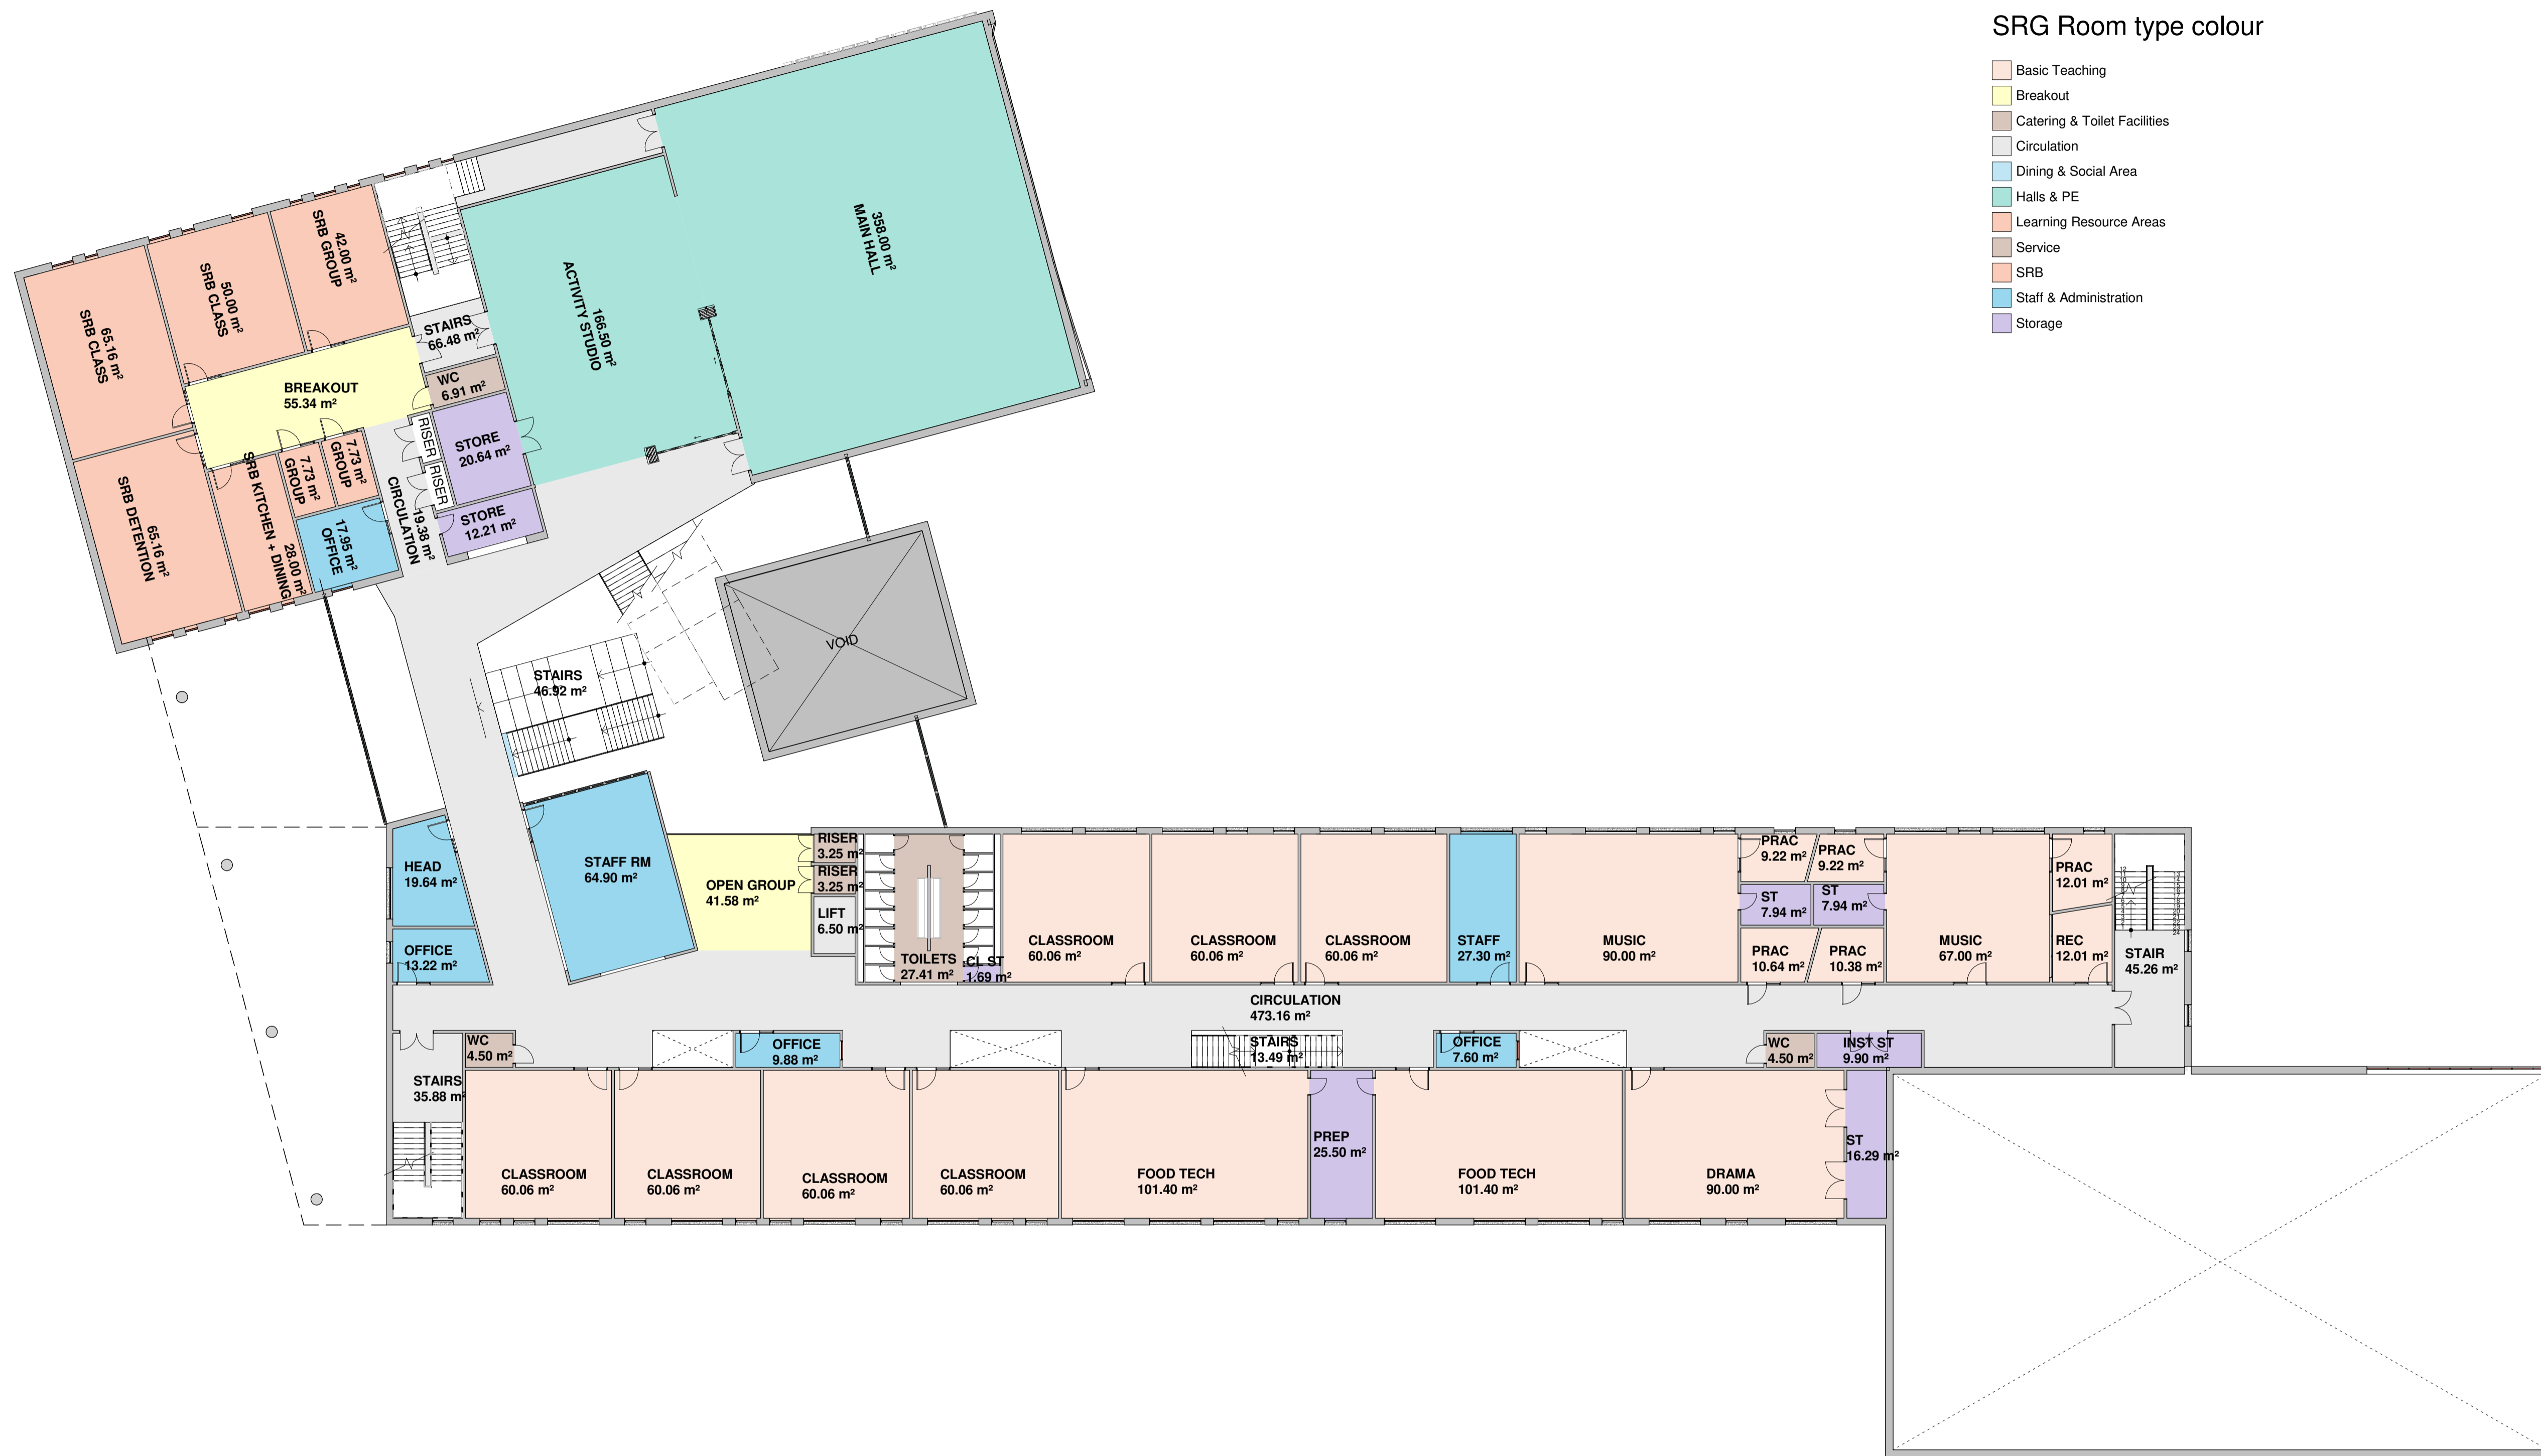 SRG Room type colour
Basic Teaching
Breakout
Catering & Toilet Facilities
Circulation
Dining & Social Area
Halls & PE
Learning Resource Areas
Service
SRB
Staff & Administration
Storage
MAIN HALL
358.00 m²
ACTIVITY STUDIO
166.50 m²
SRB GROUP
42.00 m²
SRB CLASS
50.00 m²
SRB CLASS
65.16 m²
STAIRS
66.48 m²
BREAKOUT
55.34 m²
WC
6.91 m²
RISER
RISER
STORE
20.64 m²
STORE
12.21 m²
GROUP
7.73 m²
GROUP
7.73 m²
SRB KITCHEN + DINING
28.00 m²
SRB DETENTION
65.16 m²
OFFICE
17.95 m²
CIRCULATION
19.38 m²
VOID
STAIRS
46.92 m²
HEAD
19.64 m²
OFFICE
13.22 m²
STAFF RM
64.90 m²
OPEN GROUP
41.58 m²
RISER
3.25 m²
RISER
3.25 m²
LIFT
6.50 m²
TOILETS
27.41 m²
CL ST
1.69 m²
CLASSROOM
60.06 m²
CLASSROOM
60.06 m²
CLASSROOM
60.06 m²
STAFF
27.30 m²
MUSIC
90.00 m²
PRAC
9.22 m²
PRAC
9.22 m²
ST
7.94 m²
ST
7.94 m²
PRAC
10.64 m²
PRAC
10.38 m²
MUSIC
67.00 m²
PRAC
12.01 m²
REC
12.01 m²
STAIR
45.26 m²
CIRCULATION
473.16 m²
WC
4.50 m²
OFFICE
9.88 m²
STAIRS
13.49 m²
OFFICE
7.60 m²
WC
4.50 m²
INST ST
9.90 m²
STAIRS
35.88 m²
CLASSROOM
60.06 m²
CLASSROOM
60.06 m²
CLASSROOM
60.06 m²
CLASSROOM
60.06 m²
FOOD TECH
101.40 m²
PREP
25.50 m²
FOOD TECH
101.40 m²
DRAMA
90.00 m²
ST
16.29 m²